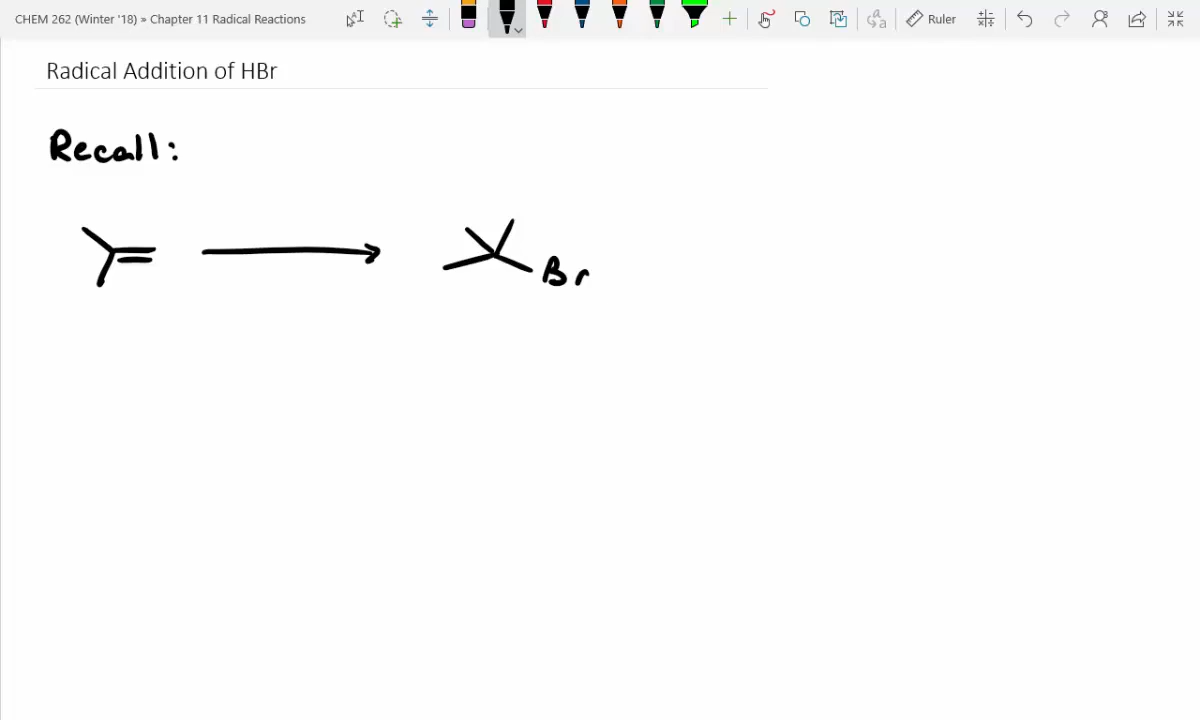 CHEM 262 (Winter '18) » Chapter 11 Radical Reactions
Ruler
Radical Addition of HBr
Recall:
Br